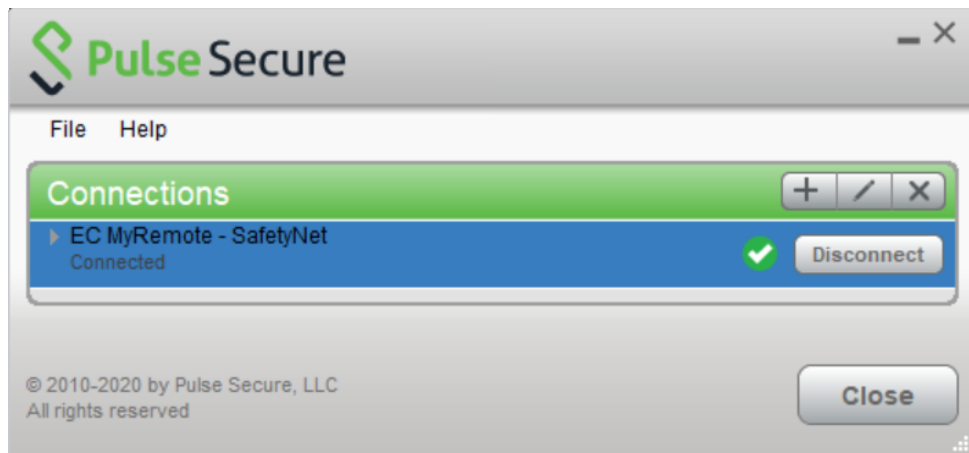 Pulse Secure
File Help
Connections
EC MyRemote - SafetyNet
Connected
Disconnect
© 2010-2020 by Pulse Secure, LLC
All rights reserved
Close